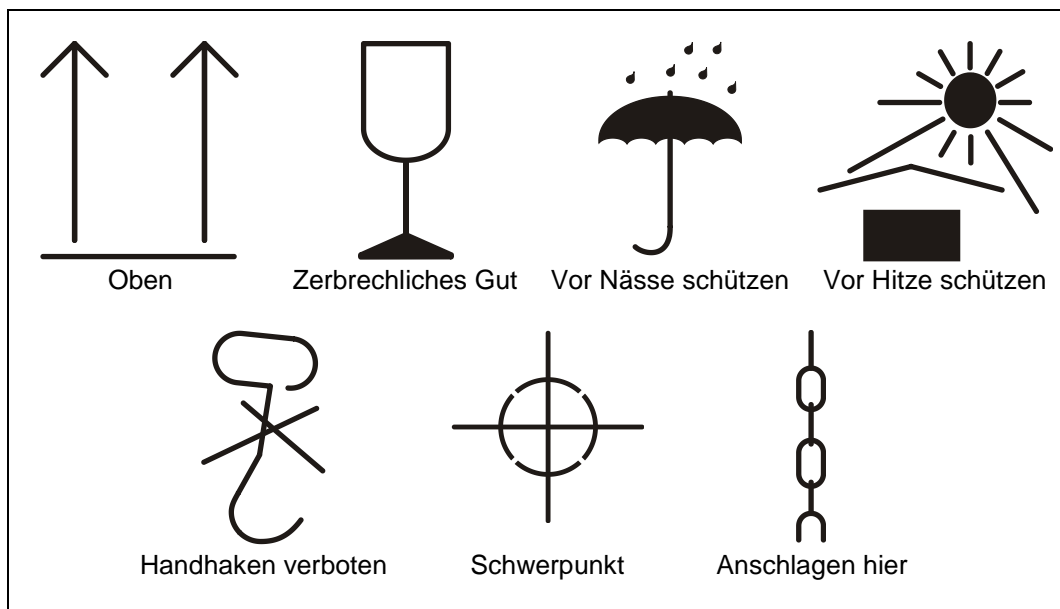 Oben
Zerbrechliches Gut
Vor Nässe schützen
Vor Hitze schützen
Handhaken verboten
Schwerpunkt
Anschlagen hier